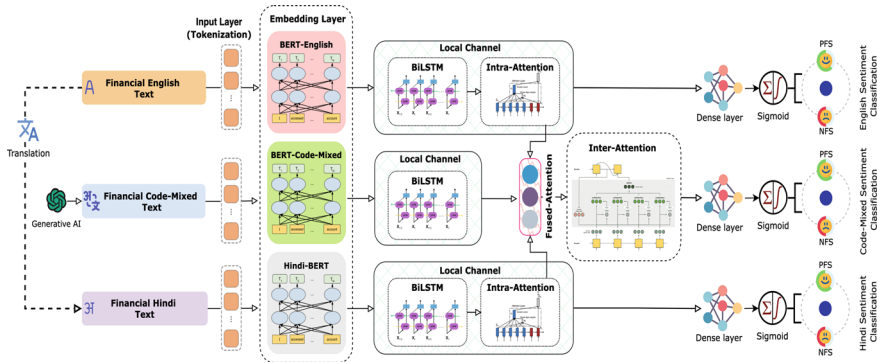 Input Layer
(Tokenization)
Embedding Layer
BERT-English
Local Channel
BiLSTM
Intra-Attention
Financial English
Text
Translation
Dense layer
Sigmoid
PFS
NFS
English Sentiment
Classification
BERT-Code-Mixed
Local Channel
BiLSTM
Fused-Attention
Inter-Attention
Financial Code-Mixed
Text
Generative AI
Dense layer
Sigmoid
PFS
NFS
Code-Mixed Sentiment
Classification
Hindi-BERT
Local Channel
BiLSTM
Intra-Attention
Financial Hindi
Text
Dense layer
Sigmoid
PFS
NFS
Hindi Sentiment
Classification